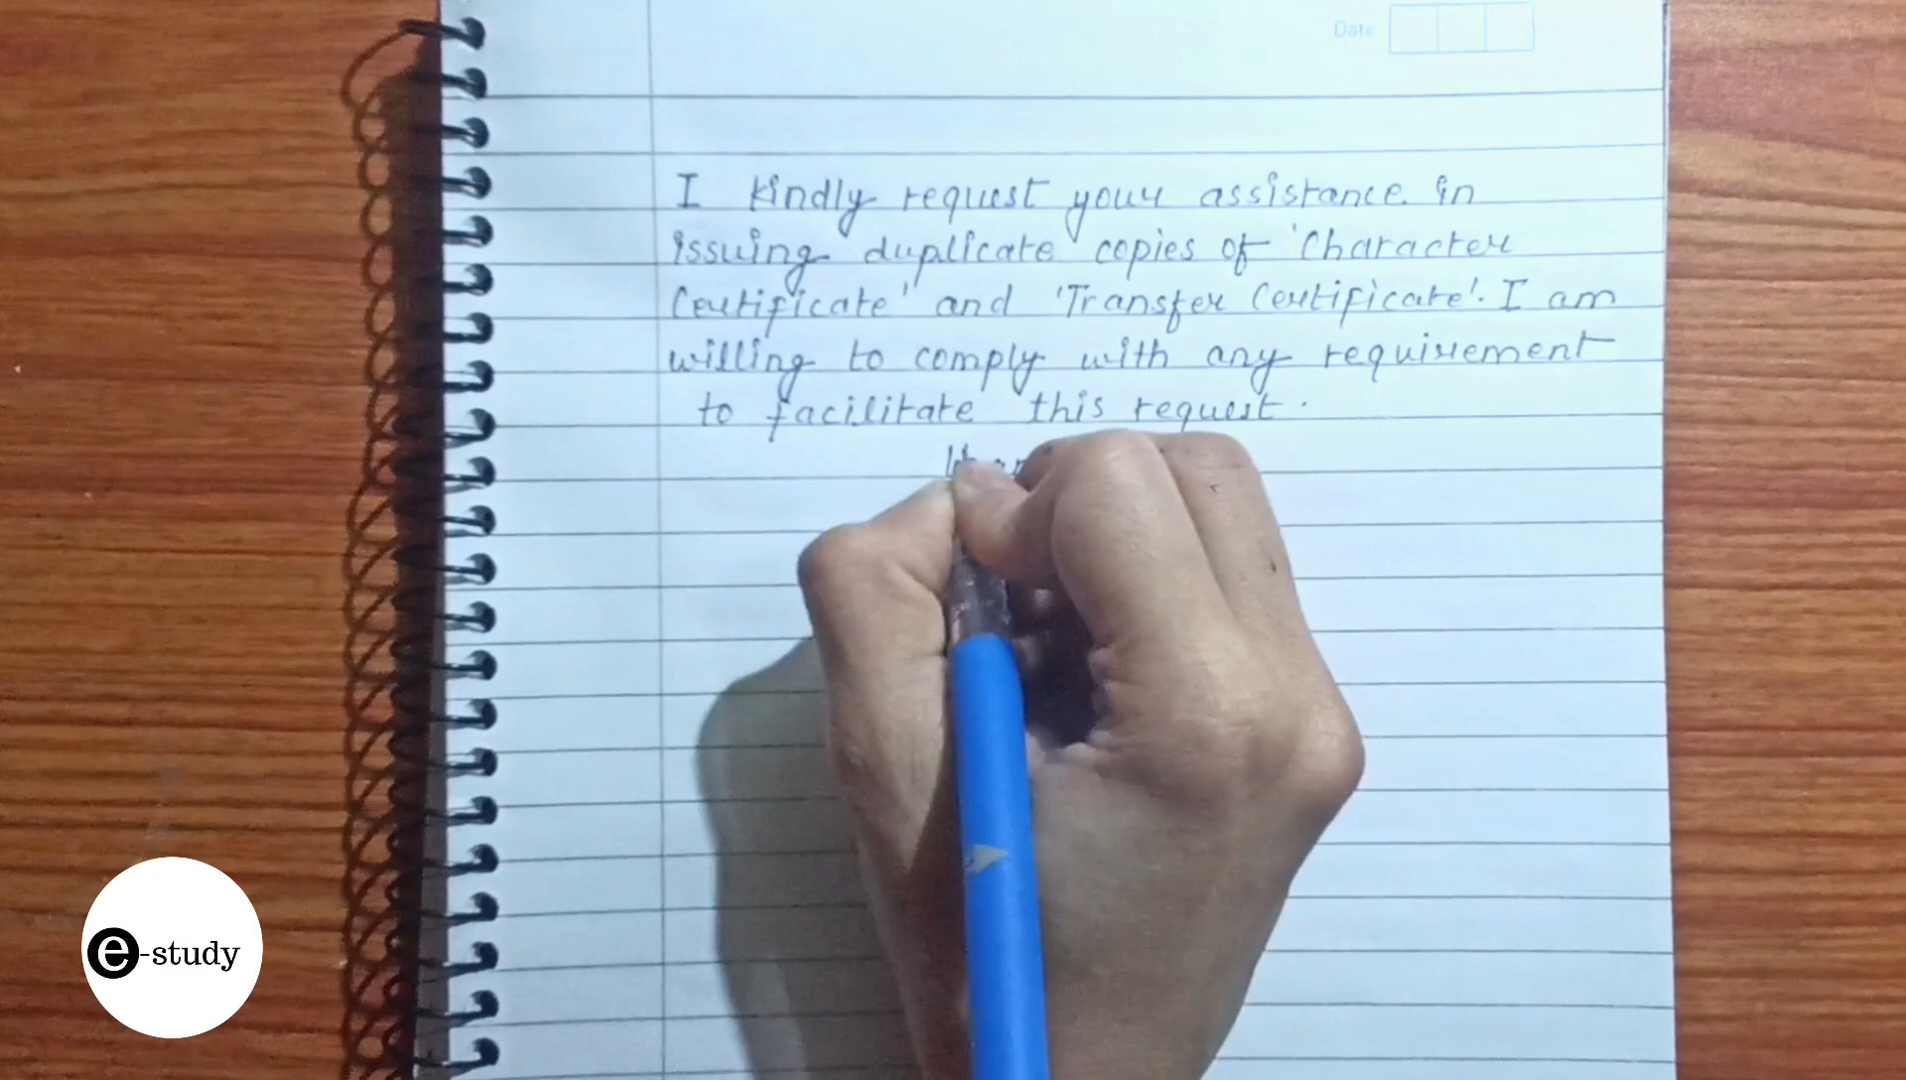 Date
I kindly request your assistance in
issuing duplicate copies of 'Character
Certificate' and 'Transfer Certificate'. I am
willing to comply with any requirement
to facilitate this request.
e-study